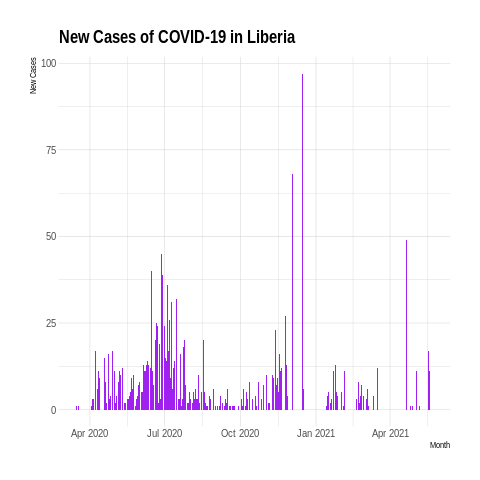 New Cases of COVID-19 in Liberia
New Cases
100
75
50
25
0
Apr 2020 Jul 2020 Oct 2020 Jan 2021 Apr 2021
Month